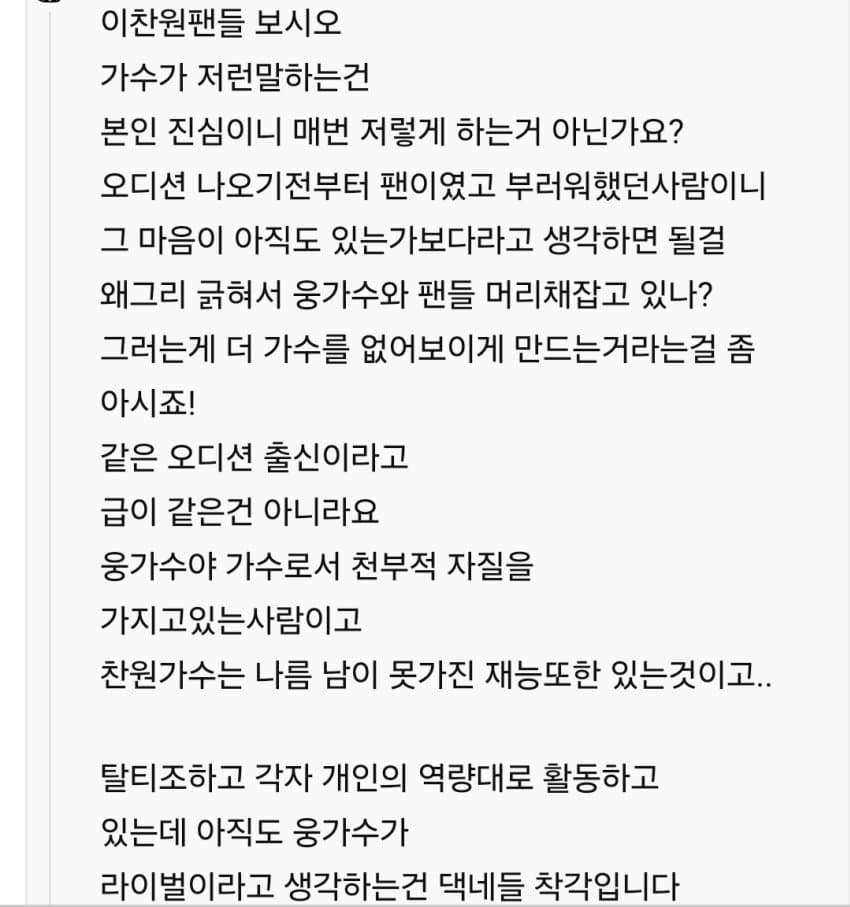 이찬원팬들 보시오
가수가 저런말하는건
본인 진심이니 매번 저렇게 하는거 아닌가요?
오디션 나오기전부터 팬이였고 부러워했던사람이니
그 마음이 아직도 있는가보다라고 생각하면 될걸
왜그리 긁혀서 웅가수와 팬들 머리채잡고 있나?
그러는게 더 가수를 없어보이게 만드는거라는걸 좀
아시죠!
같은 오디션 출신이라고
급이 같은건 아니라요
웅가수야 가수로서 천부적 자질을
가지고있는사람이고
찬원가수는 나름 남이 못가진 재능또한 있는것이고..
탈티조하고 각자 개인의 역량대로 활동하고
있는데 아직도 웅가수가
라이벌이라고 생각하는건 댁네들 착각입니다